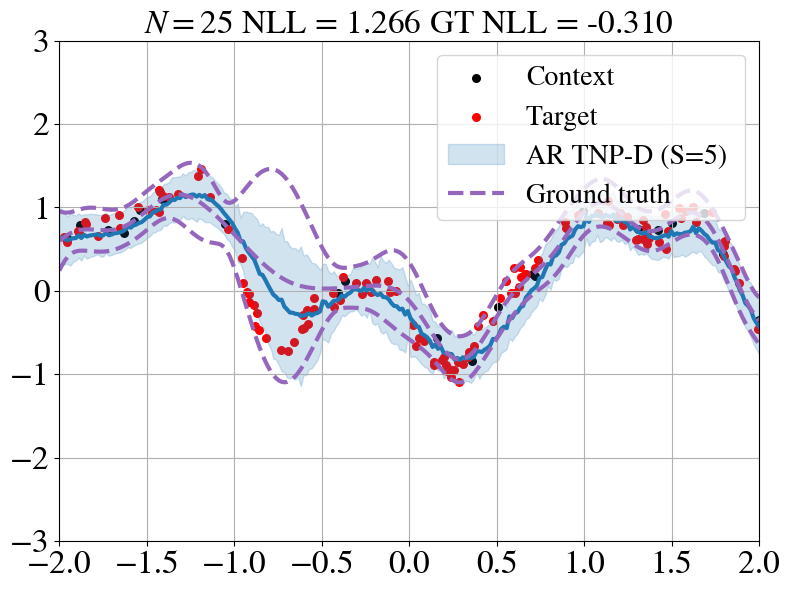 N = 25 NLL = 1.266 GT NLL = -0.310
3
2
1
0
−1
−2
−3
Context
Target
AR TNP-D (S=5)
Ground truth
−2.0 −1.5 −1.0 −0.5 0.0 0.5 1.0 1.5 2.0